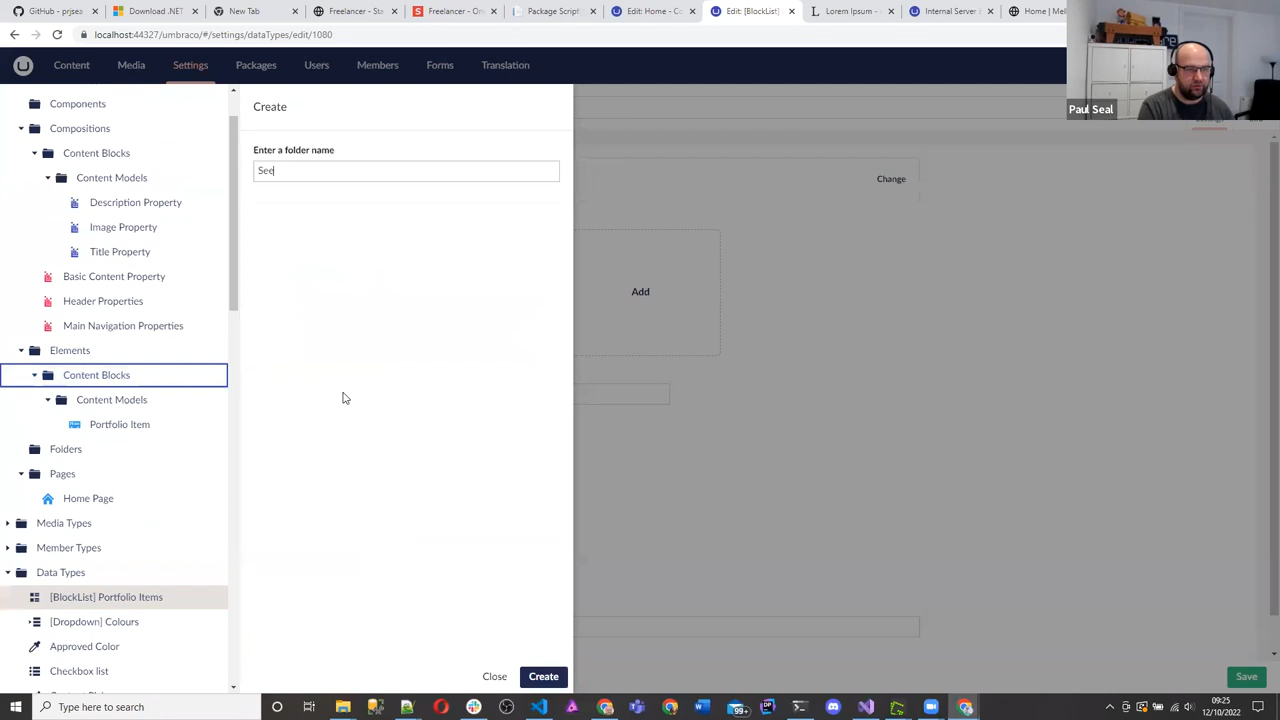 GitHub - prjsea
Download .NET
New Tab
Freelancer - Sta
Freelancer - On
Package Script
Edit: Home - Co
Edit: [BlockList]
Lorem Ipsum -
Internal Server
Home | Mel
localhost:44327/umbraco/#/settings/dataTypes/edit/1080
Content
Media
Settings
Packages
Users
Members
Forms
Translation
Paul Seal
Components
Compositions
Content Blocks
Content Models
Description Property
Image Property
Title Property
Basic Content Property
Header Properties
Main Navigation Properties
Elements
Content Blocks
Content Models
Portfolio Item
Folders
Pages
Home Page
Media Types
Member Types
Data Types
[BlockList] Portfolio Items
[Dropdown] Colours
Approved Color
Checkbox list
Create
Enter a folder name
See
Close
Create
Change
Add
Save
Type here to search
99+
09:25
12/10/2022